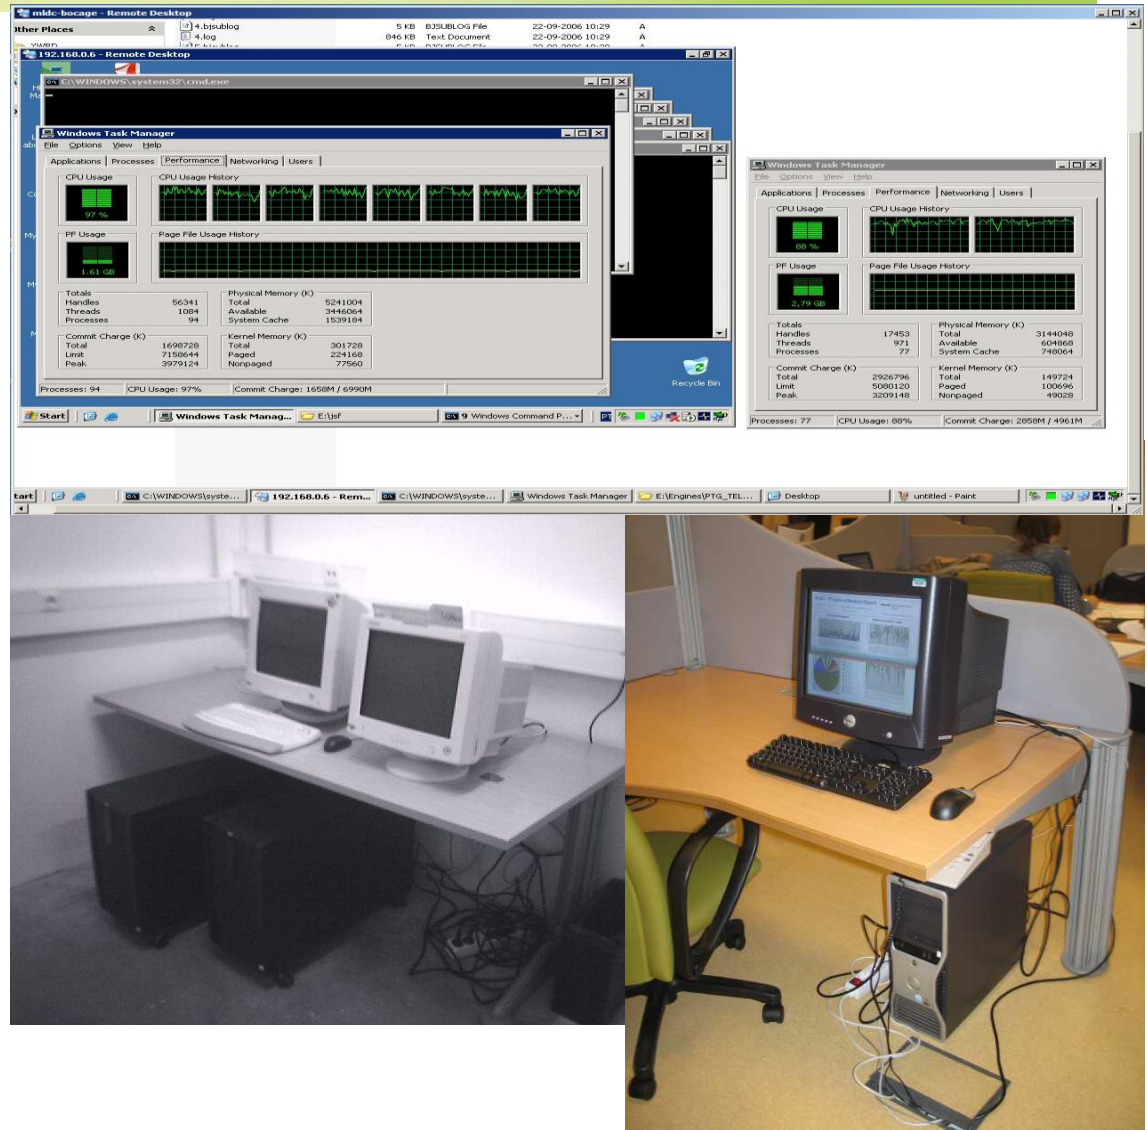 mldc-bocage - Remote Desktop
Other Places
4.bjsublog 5 KB BJSUBLOG File 22-09-2006 10:29 A
4.log 846 KB Text Document 22-09-2006 10:29 A
192.168.0.6 - Remote Desktop
C:\WINDOWS\system32\cmd.exe
Windows Task Manager
File Options View Help
Applications Processes Performance Networking Users
CPU Usage CPU Usage History
97 %
PF Usage Page File Usage History
1.61 GB
Totals
Handles 56341
Threads 1084
Processes 94
Physical Memory (K)
Total 5241004
Available 3446064
System Cache 1539184
Commit Charge (K)
Total 1698728
Limit 7158644
Peak 3979124
Kernel Memory (K)
Total 301728
Paged 224168
Nonpaged 77560
Processes: 94 CPU Usage: 97% Commit Charge: 1658M / 6990M
Recycle Bin
Start Windows Task Manag... E:\jsf 9 Windows Command P... PT
Windows Task Manager
File Options View Help
Applications Processes Performance Networking Users
CPU Usage CPU Usage History
88 %
PF Usage Page File Usage History
2,79 GB
Totals
Handles 17453
Threads 971
Processes 77
Physical Memory (K)
Total 3144048
Available 604868
System Cache 748064
Commit Charge (K)
Total 2926796
Limit 5080120
Peak 3209148
Kernel Memory (K)
Total 149724
Paged 100696
Nonpaged 49028
Processes: 77 CPU Usage: 88% Commit Charge: 2858M / 4961M
tart C:\WINDOWS\syste... 192.168.0.6 - Rem... C:\WINDOWS\syste... Windows Task Manager E:\Engines\PTG_TEL... Desktop untitled - Paint